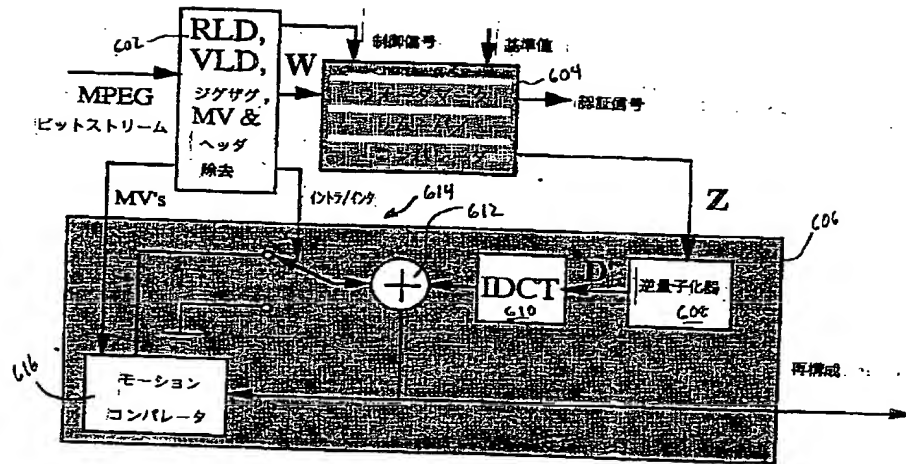 602
RLD,
VLD,
ジグザグ,
MV &
ヘッダ
除去
MPEG
ビットストリーム
W
制御信号
基準値
604
認証信号
MV's
イントラ/インタ
614
612
Z
606
IDCT
610
D
逆量子化器
608
616
モーション
コンパレータ
再構成